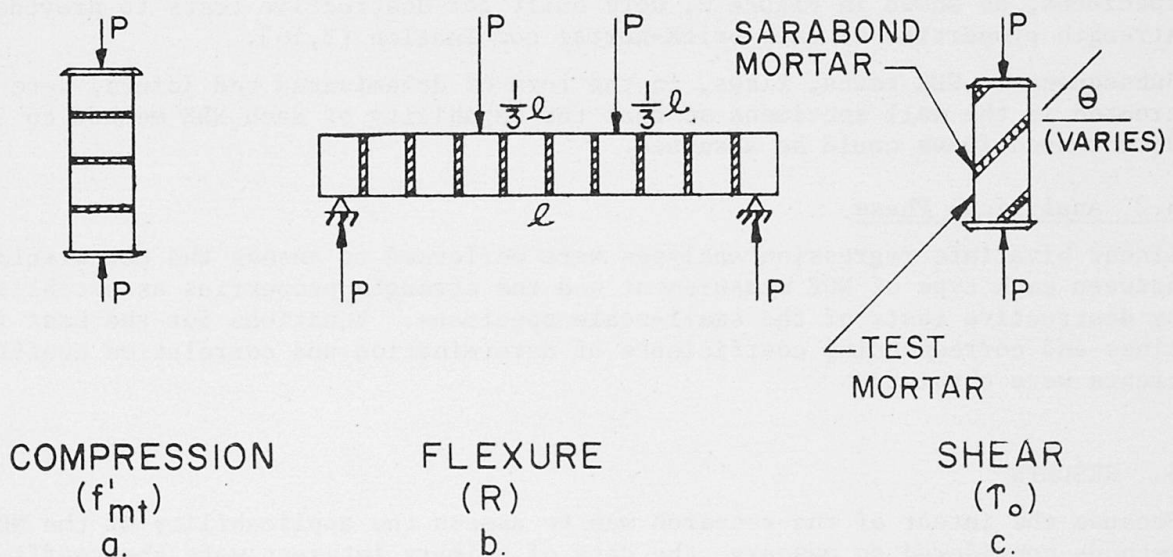 P
P
P
P
SARABOND
MORTAR
1/3 ℓ
1/3 ℓ
θ
(VARIES)
ℓ
P
P
P
P
TEST
MORTAR
COMPRESSION
(f'mt)
a.
FLEXURE
(R)
b.
SHEAR
(τo)
c.